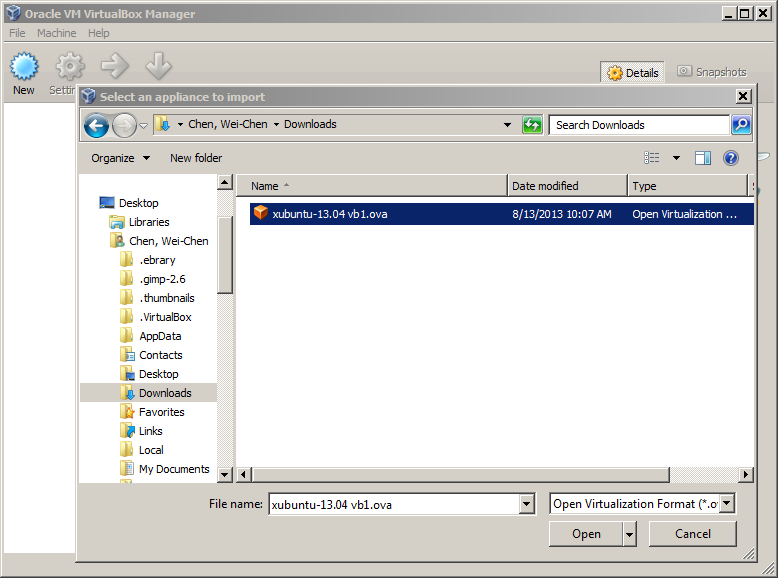 Oracle VM VirtualBox Manager
File Machine Help
New
Details
Snapshots
Select an appliance to import
Chen, Wei-Chen Downloads
Search Downloads
Organize New folder
Name Date modified Type
xubuntu-13.04 vb1.ova 8/13/2013 10:07 AM Open Virtualization ...
Desktop
Libraries
Chen, Wei-Chen
.ebrary
.gimp-2.6
.thumbnails
.VirtualBox
AppData
Contacts
Desktop
Downloads
Favorites
Links
Local
My Documents
File name: xubuntu-13.04 vb1.ova Open Virtualization Format (*.o
Open Cancel